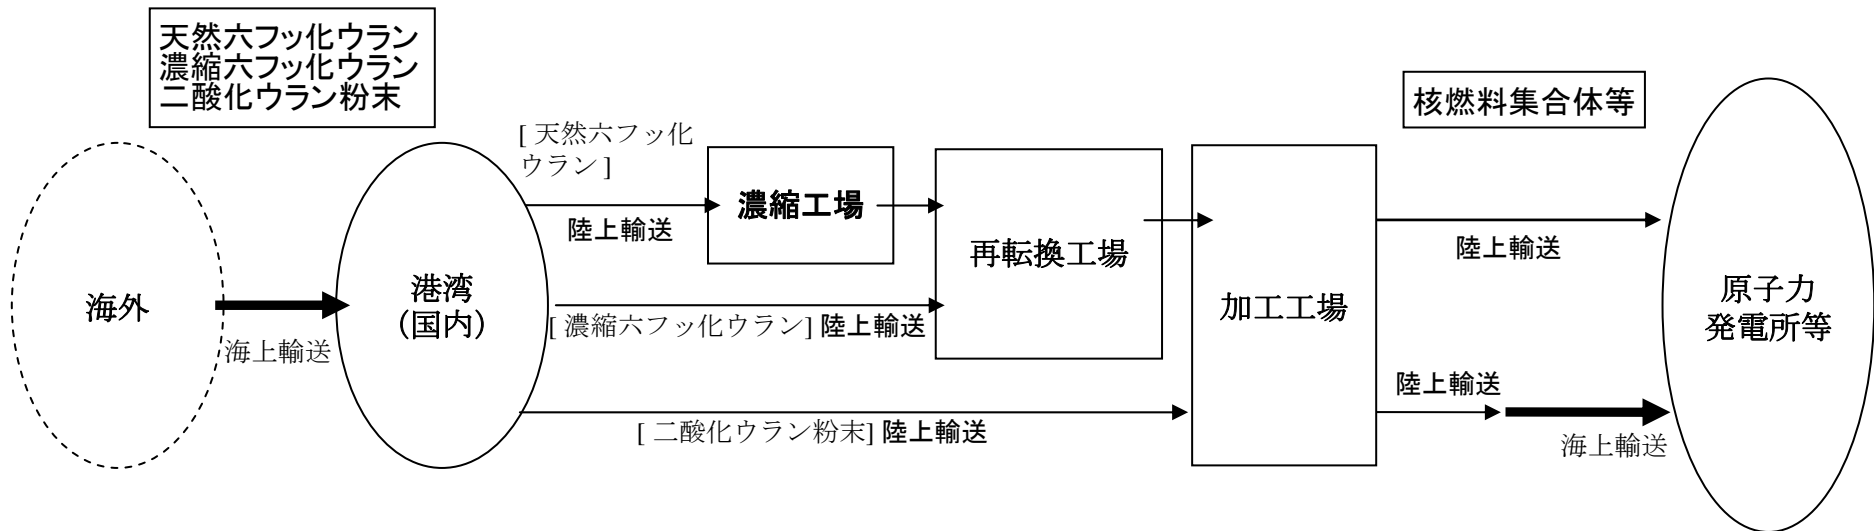 天然六フッ化ウラン
濃縮六フッ化ウラン
二酸化ウラン粉末
核燃料集合体等
[ 天然六フッ化
ウラン ]
陸上輸送
濃縮工場
再転換工場
加工工場
陸上輸送
海外
海上輸送
港湾
(国内)
[ 濃縮六フッ化ウラン] 陸上輸送
[ 二酸化ウラン粉末] 陸上輸送
陸上輸送
海上輸送
原子力
発電所等